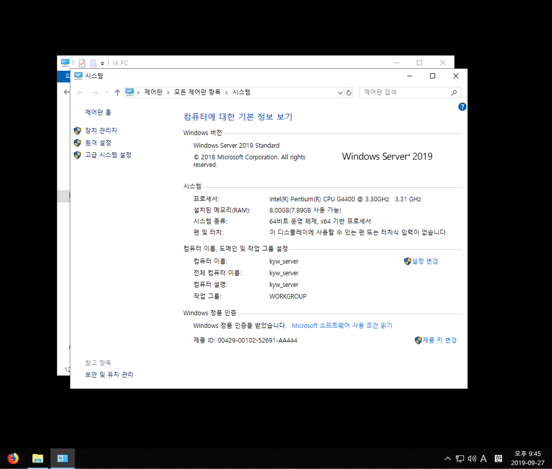 내 PC
시스템
제어판 › 모든 제어판 항목 › 시스템
제어판 검색
제어판 홈
장치 관리자
원격 설정
고급 시스템 설정
컴퓨터에 대한 기본 정보 보기
Windows 버전
Windows Server 2019 Standard
© 2018 Microsoft Corporation. All rights
reserved.
Windows Server® 2019
시스템
프로세서: Intel(R) Pentium(R) CPU G4400 @ 3.30GHz 3.31 GHz
설치된 메모리(RAM): 8.00GB(7.89GB 사용 가능)
시스템 종류: 64비트 운영 체제, x64 기반 프로세서
펜 및 터치: 이 디스플레이에 사용할 수 있는 펜 또는 터치식 입력이 없습니다.
컴퓨터 이름, 도메인 및 작업 그룹 설정
컴퓨터 이름: kyw_server
설정 변경
전체 컴퓨터 이름: kyw_server
컴퓨터 설명: kyw_server
작업 그룹: WORKGROUP
Windows 정품 인증
Windows 정품 인증을 받았습니다. Microsoft 소프트웨어 사용 조건 읽기
제품 ID: 00429-00102-52691-AA444
제품 키 변경
참고 항목
보안 및 유지 관리
12
A
오후 9:45
2019-09-27